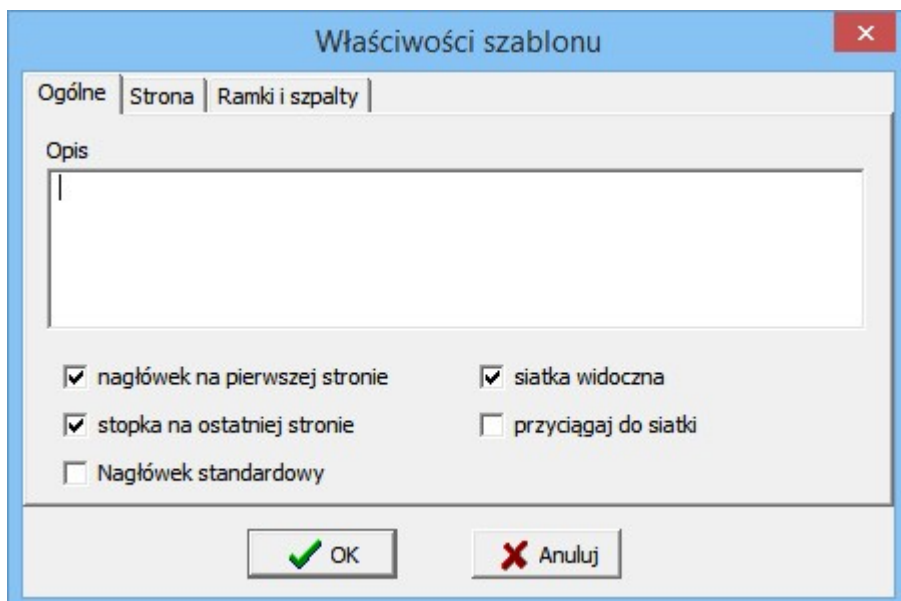 Właściwości szablonu
Ogólne Strona Ramki i szpalty
Opis
nagłówek na pierwszej stronie siatka widoczna
stopka na ostatniej stronie przyciągaj do siatki
Nagłówek standardowy
OK Anuluj